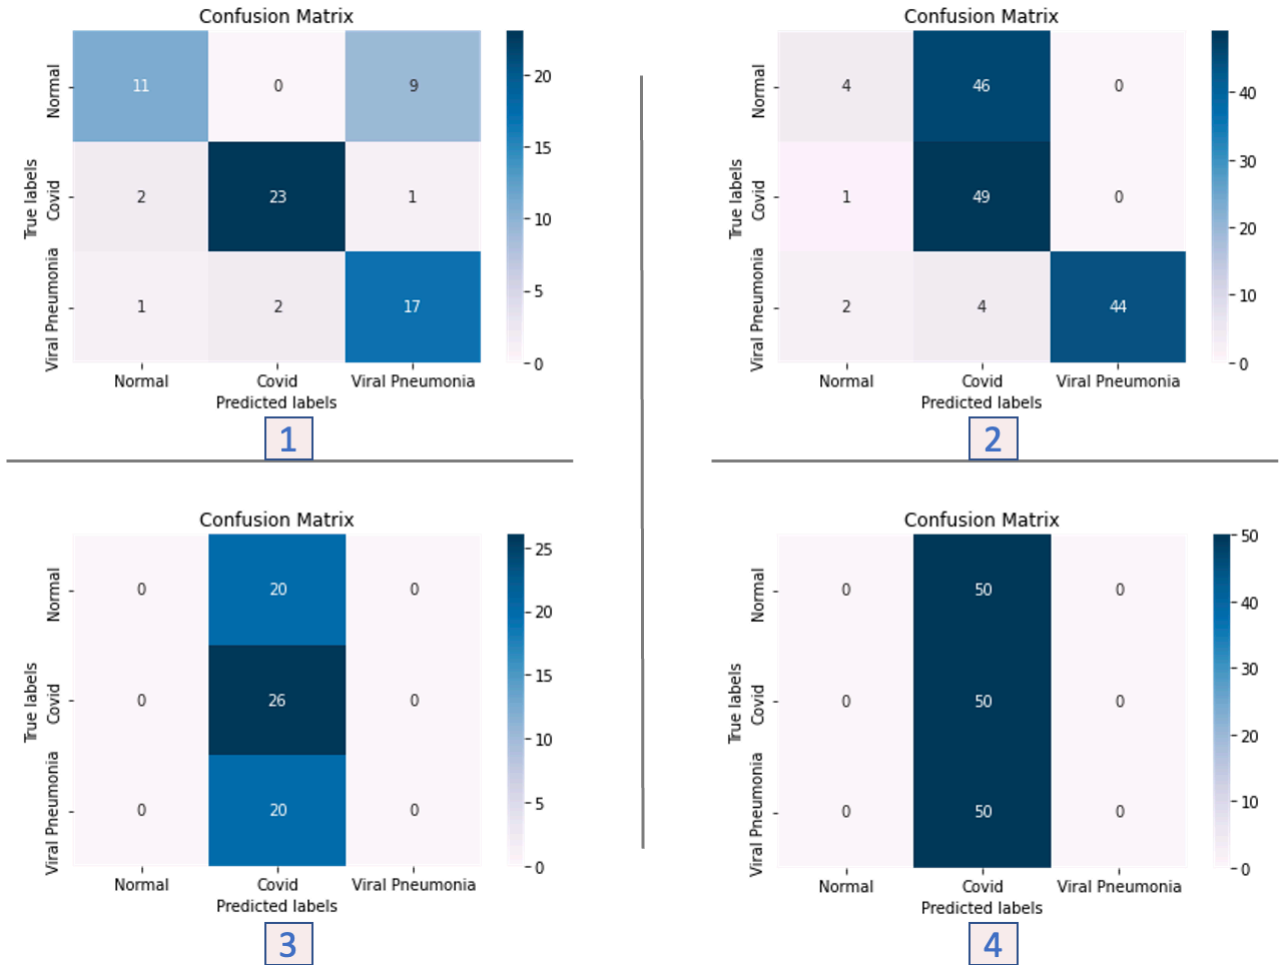 Confusion Matrix
Normal 11 0 9
Covid 2 23 1
Viral Pneumonia 1 2 17
True labels
Normal Covid Viral Pneumonia
Predicted labels
20
15
10
5
0
1
Confusion Matrix
Normal 4 46 0
Covid 1 49 0
Viral Pneumonia 2 4 44
True labels
Normal Covid Viral Pneumonia
Predicted labels
40
30
20
10
0
2
Confusion Matrix
Normal 0 20 0
Covid 0 26 0
Viral Pneumonia 0 20 0
True labels
Normal Covid Viral Pneumonia
Predicted labels
25
20
15
10
5
0
3
Confusion Matrix
Normal 0 50 0
Covid 0 50 0
Viral Pneumonia 0 50 0
True labels
Normal Covid Viral Pneumonia
Predicted labels
50
40
30
20
10
0
4